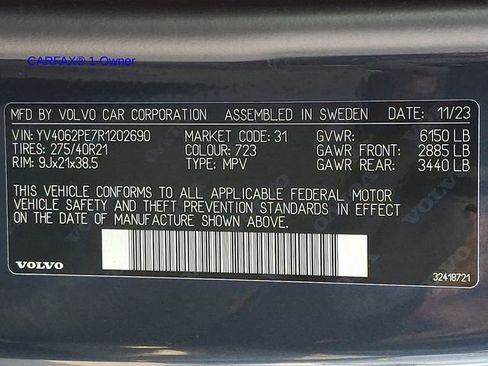 CARFAX® 1-Owner
MFD BY VOLVO CAR CORPORATION ASSEMBLED IN SWEDEN DATE: 11/23
VIN: YV4062PE7R1202690 MARKET CODE: 31 GVWR: 6150 LB
TIRES: 275/40R21 COLOUR: 723 GAWR FRONT: 2885 LB
RIM: 9Jx21x38.5 TYPE: MPV GAWR REAR: 3440 LB
THIS VEHICLE CONFORMS TO ALL APPLICABLE FEDERAL MOTOR
VEHICLE SAFETY AND THEFT PREVENTION STANDARDS IN EFFECT
ON THE DATE OF MANUFACTURE SHOWN ABOVE.
VOLVO 32418721